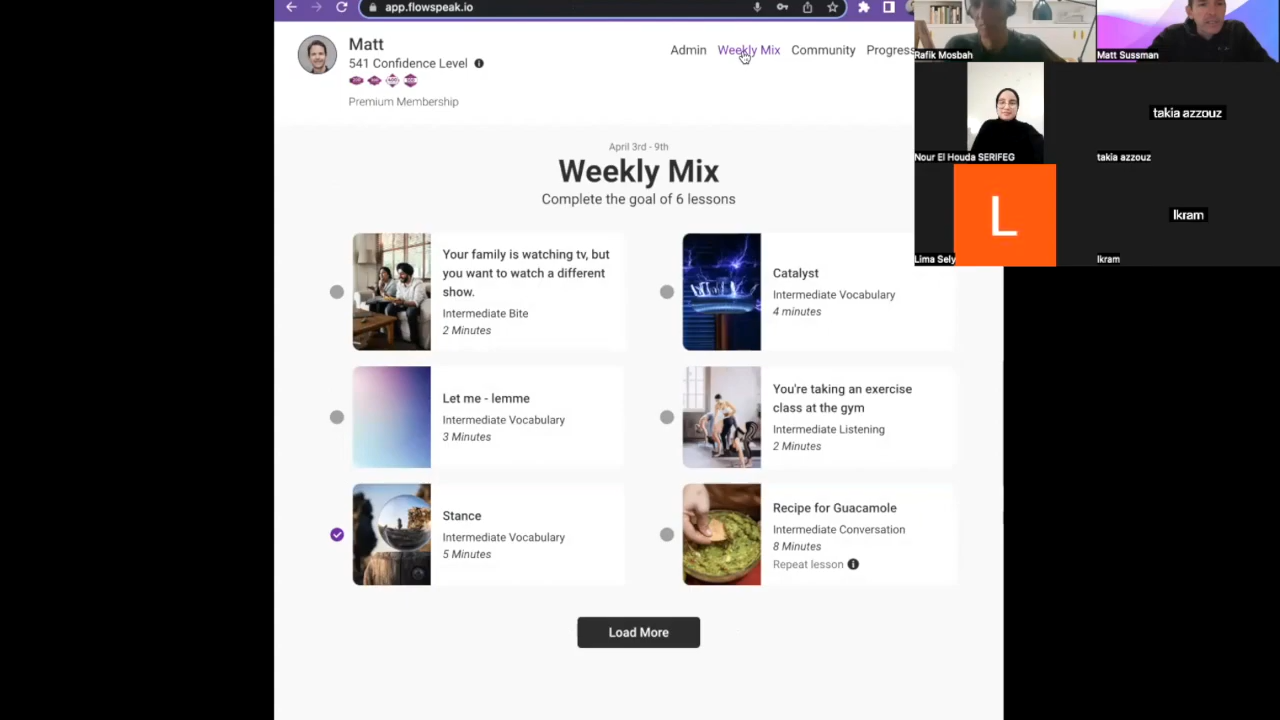 app.flowspeak.io
Matt
541 Confidence Level
Premium Membership
Admin Weekly Mix Community Progress
April 3rd - 9th
Weekly Mix
Complete the goal of 6 lessons
Your family is watching tv, but
you want to watch a different
show.
Intermediate Bite
2 Minutes
Catalyst
Intermediate Vocabulary
4 minutes
Let me - lemme
Intermediate Vocabulary
3 Minutes
You're taking an exercise
class at the gym
Intermediate Listening
2 Minutes
Stance
Intermediate Vocabulary
5 Minutes
Recipe for Guacamole
Intermediate Conversation
8 Minutes
Repeat lesson
Load More
Rafik Mosbah
Matt Sussman
Nour El Houda SERIFEG
takia azzouz
takia azzouz
L
Lima Sely
Ikram
Ikram